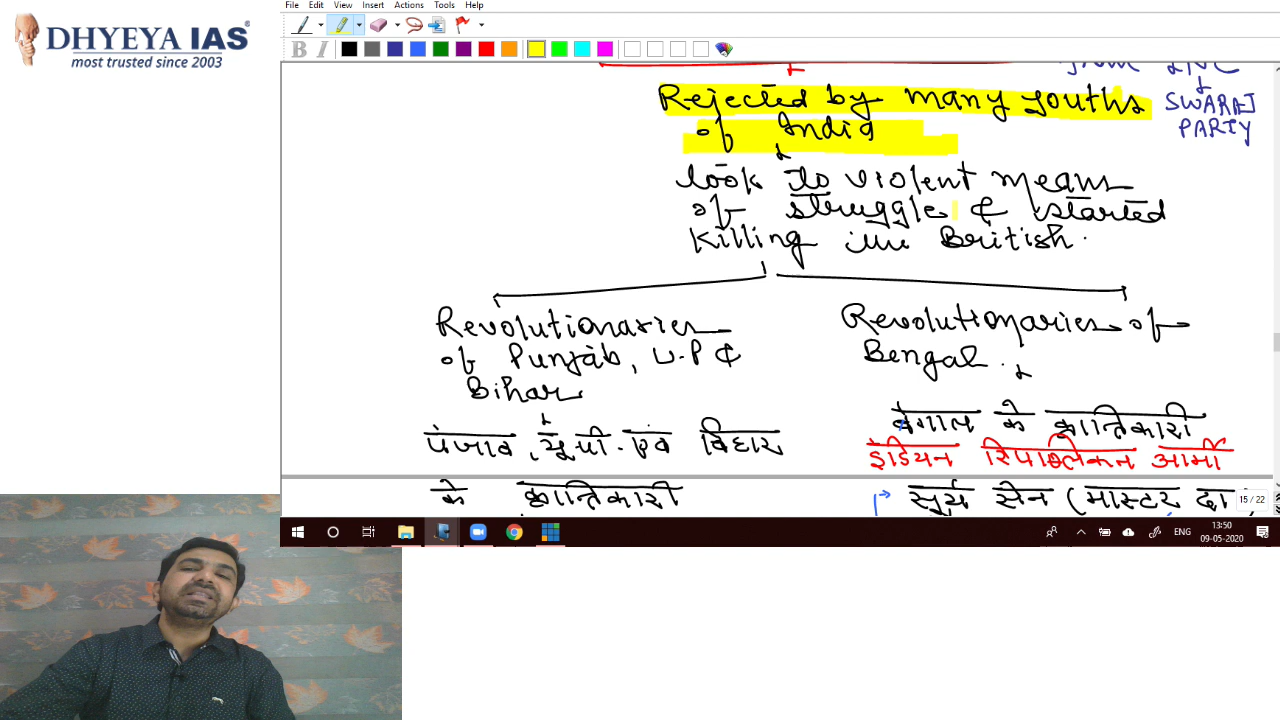 DHYEYA IAS
most trusted since 2003
File Edit View Insert Actions Tools Help
B I
SWARAJ
PARTY
Rejected by many youths
of India
look to violent means
of struggle & started
killing British.
Revolutionaries
of Punjab, U.P &
Bihar
Revolutionaries of
Bengal.
पंजाब, यू.पी. एवं बिहार
के क्रान्तिकारी
बंगाल के क्रान्तिकारी
इंडियन रिपब्लिकन आर्मी
सूर्य सेन (मास्टर दा
15 / 22
ENG
13:50
09-05-2020